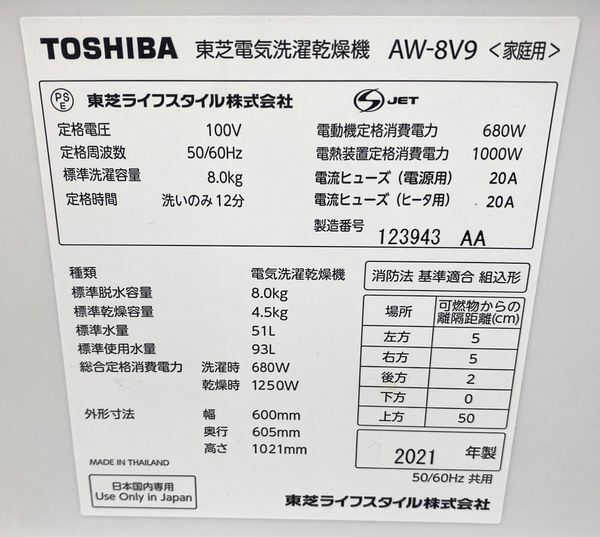 TOSHIBA 東芝電気洗濯乾燥機 AW-8V9 <家庭用>
PS E 東芝ライフスタイル株式会社 S JET
定格電圧 100V
定格周波数 50/60Hz
標準洗濯容量 8.0kg
定格時間 洗いのみ12分
電動機定格消費電力 680W
電熱装置定格消費電力 1000W
電流ヒューズ (電源用) 20A
電流ヒューズ (ヒータ用) 20A
製造番号 123943 AA
種類 電気洗濯乾燥機
標準脱水容量 8.0kg
標準乾燥容量 4.5kg
標準水量 51L
標準使用水量 93L
総合定格消費電力 洗濯時 680W
乾燥時 1250W
外形寸法 幅 600mm
奥行 605mm
高さ 1021mm
消防法 基準適合 組込形
場所 可燃物からの離隔距離(cm)
左方 5
右方 5
後方 2
下方 0
上方 50
2021 年製
50/60Hz 共用
MADE IN THAILAND
日本国内専用
Use Only in Japan
東芝ライフスタイル株式会社